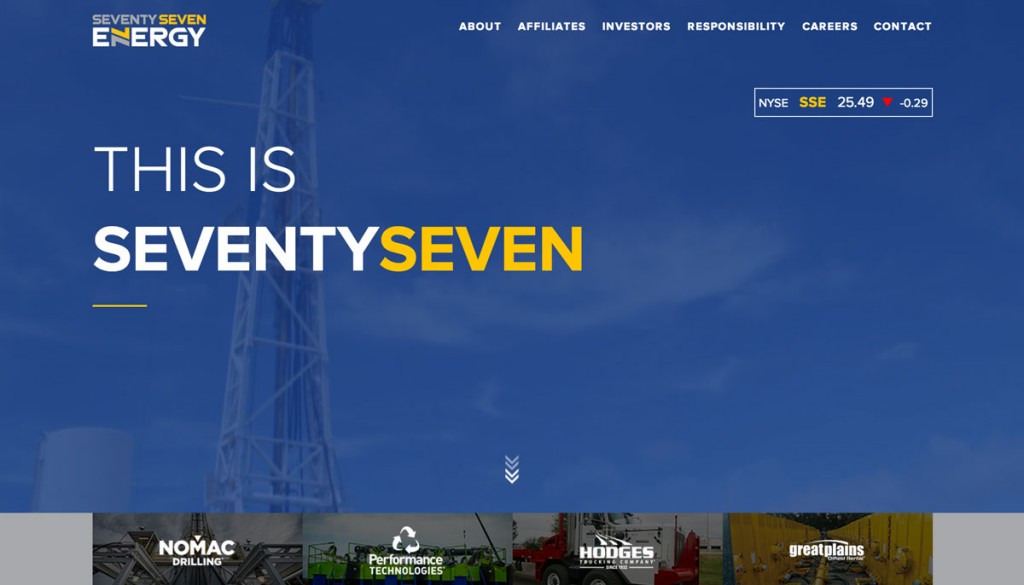 SEVENTY SEVEN
ENERGY
ABOUT AFFILIATES INVESTORS RESPONSIBILITY CAREERS CONTACT
NYSE SSE 25.49 -0.29
THIS IS
SEVENTYSEVEN
NOMAC
DRILLING
Performance
TECHNOLOGIES
HODGES
TRUCKING COMPANY
SINCE 1932
greatplains
Oilfield Rental